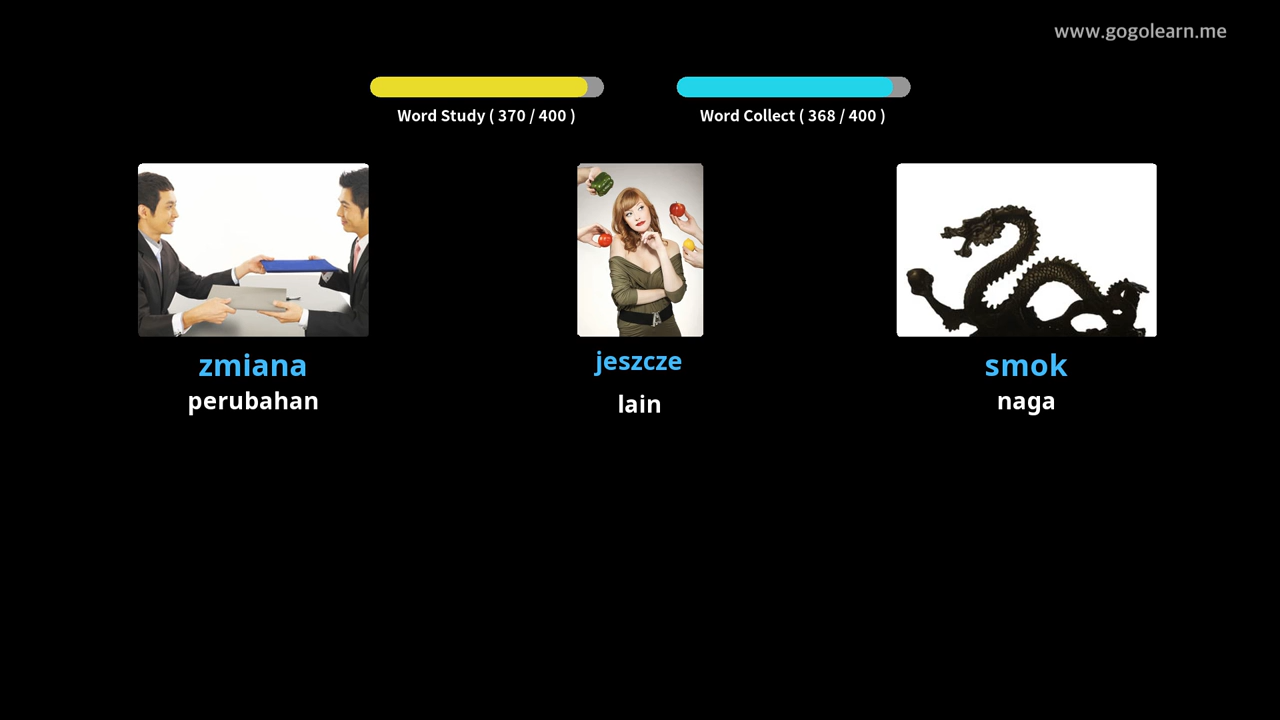 www.gogolearn.me
Word Study ( 370 / 400 )
Word Collect ( 368 / 400 )
zmiana
perubahan
jeszcze
lain
smok
naga